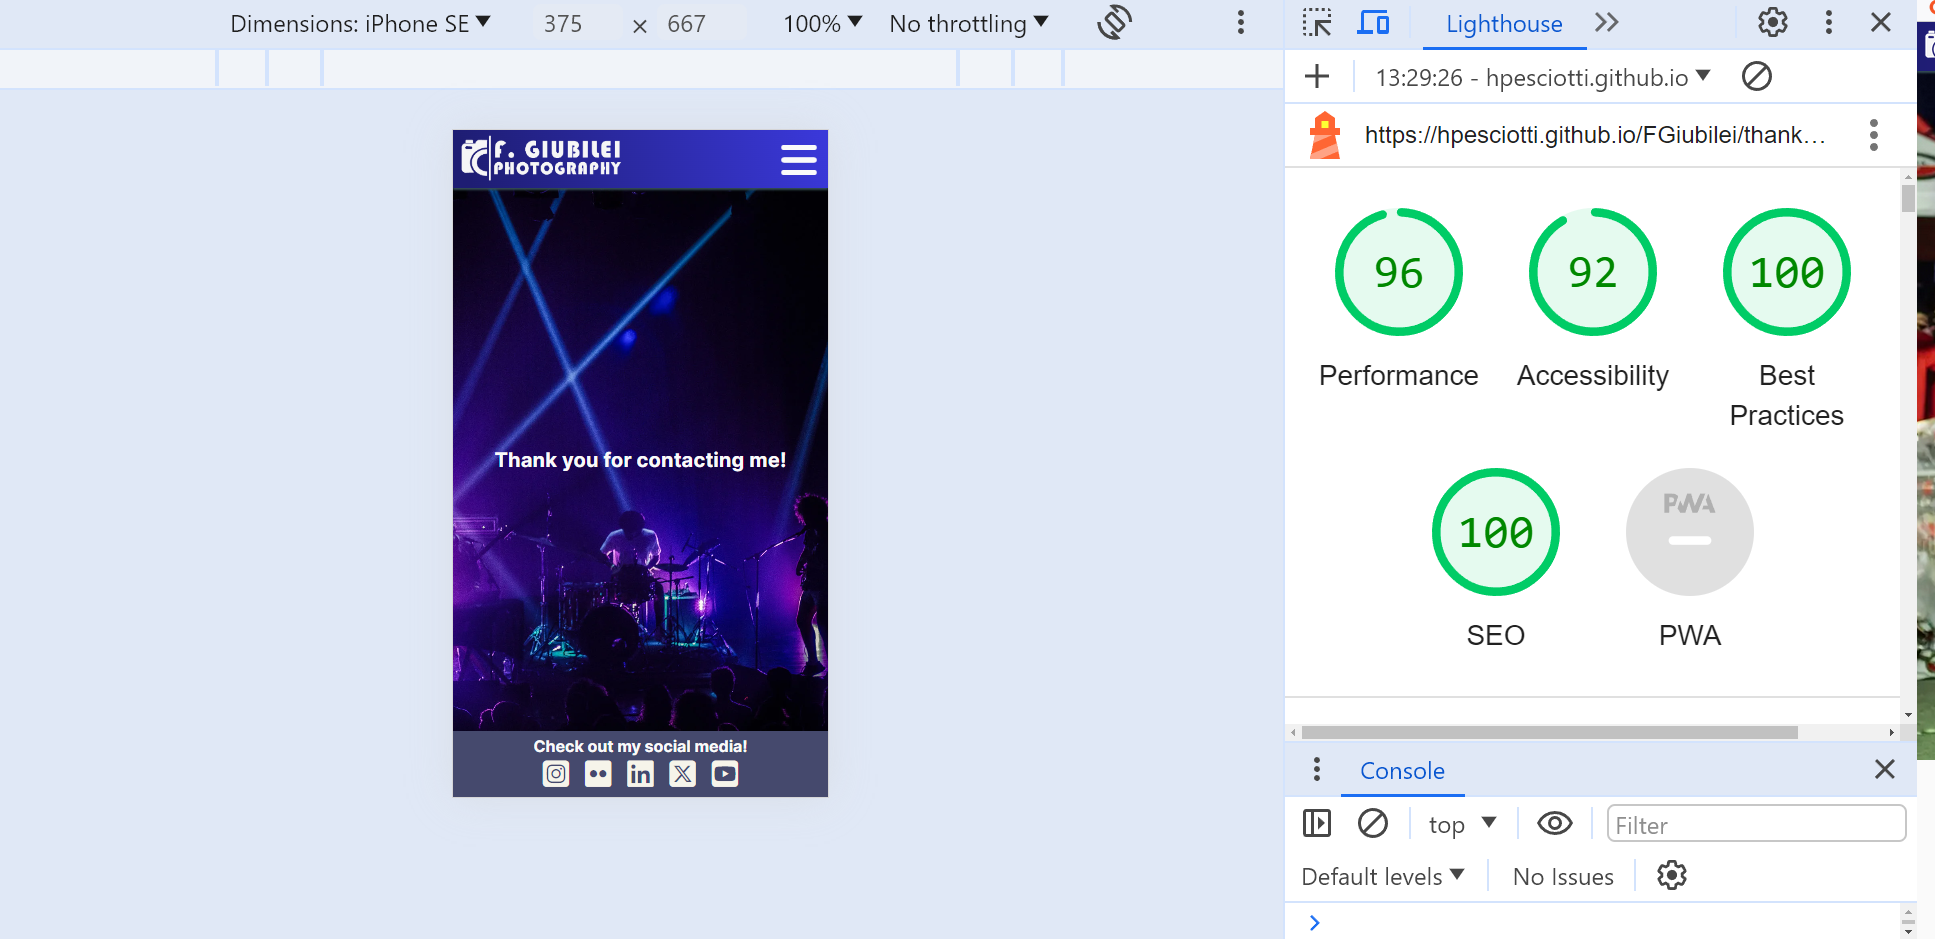 Dimensions: iPhone SE 375 × 667 100% No throttling
Lighthouse
13:29:26 - hpesciotti.github.io
https://hpesciotti.github.io/FGiubilei/thank...
F. GIUBILEI
PHOTOGRAPHY
Thank you for contacting me!
Check out my social media!
in X
96 92 100
Performance Accessibility Best
Practices
100 PWA
SEO PWA
Console
top Filter
Default levels No Issues